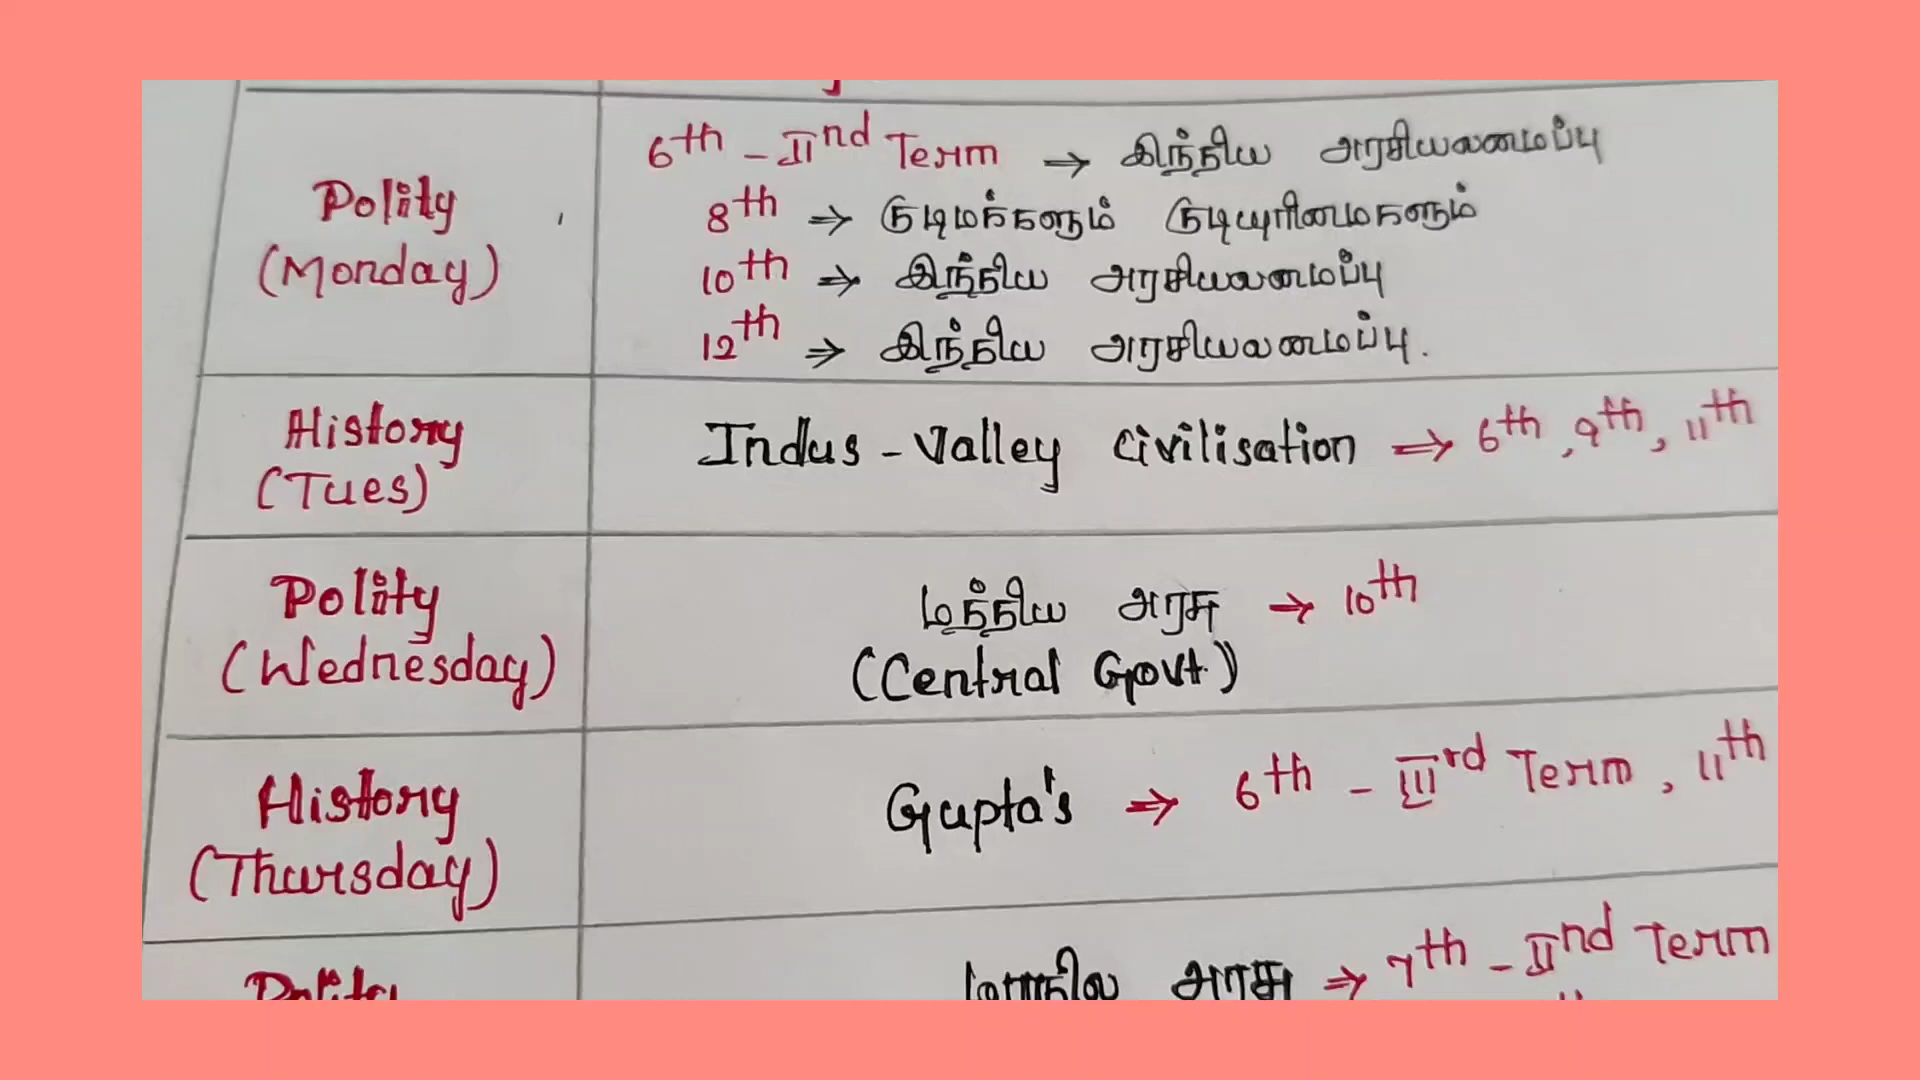 Polity
(Monday)
6th - IInd Term → இந்திய அரசியலமைப்பு
8th ⇒ குடிமக்களும் குடியுரிமைகளும்
10th ⇒ இந்திய அரசியலமைப்பு
12th ⇒ இந்திய அரசியலமைப்பு.
History
(Tues)
Indus - Valley Civilisation ⇒ 6th, 9th, 11th
Polity
(Wednesday)
மத்திய அரசு → 10th
(Central Govt.)
History
(Thursday)
Gupta's ⇒ 6th - IIIrd Term, 11th
Polity
மாநில அரசு ⇒ 7th - IInd Term